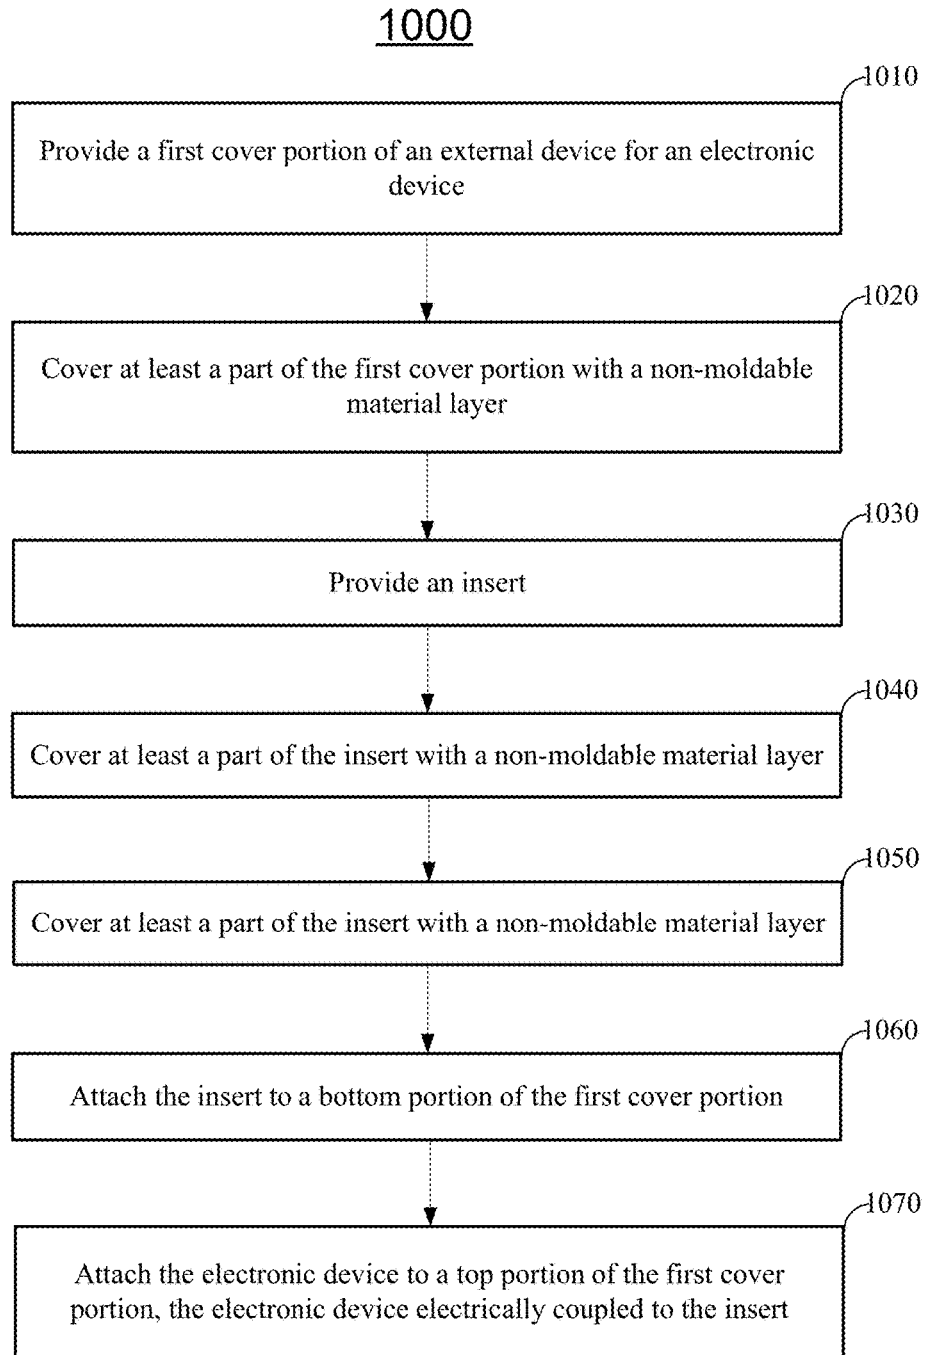 1000
1010
Provide a first cover portion of an external device for an electronic
device
1020
Cover at least a part of the first cover portion with a non-moldable
material layer
1030
Provide an insert
1040
Cover at least a part of the insert with a non-moldable material layer
1050
Cover at least a part of the insert with a non-moldable material layer
1060
Attach the insert to a bottom portion of the first cover portion
1070
Attach the electronic device to a top portion of the first cover
portion, the electronic device electrically coupled to the insert